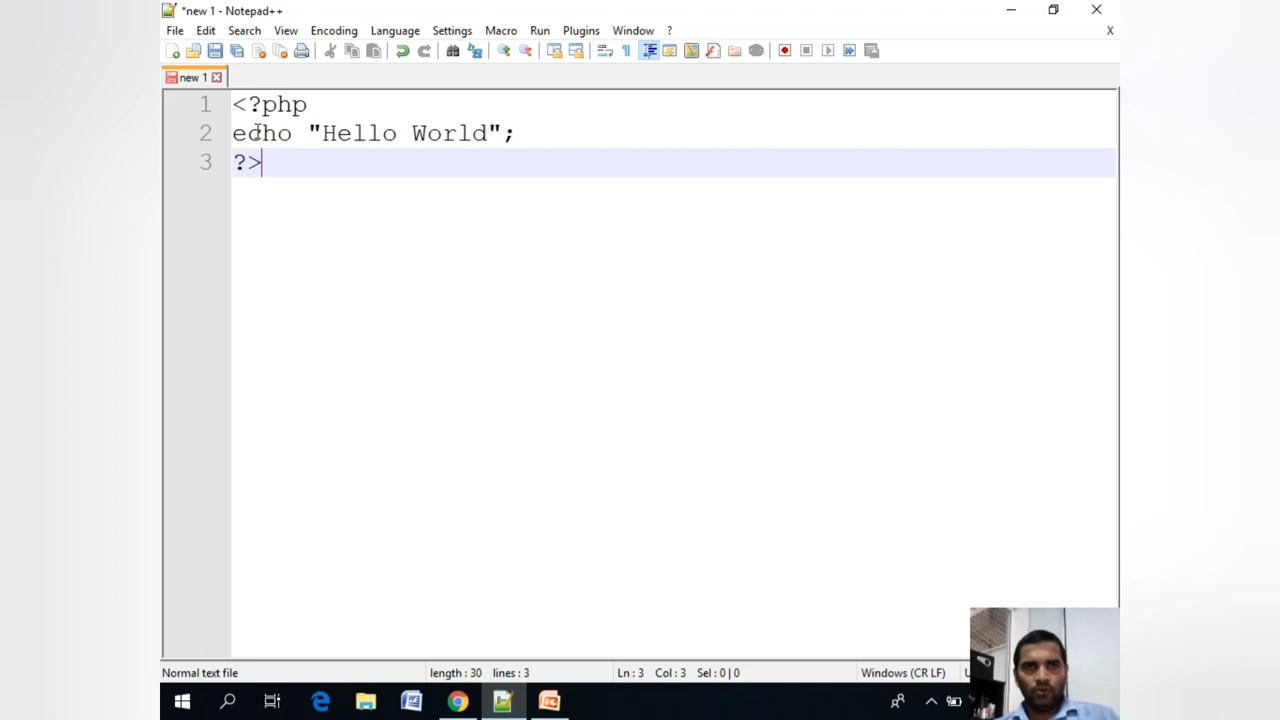 *new 1 - Notepad++
File Edit Search View Encoding Language Settings Macro Run Plugins Window ? X
new 1
1 <?php
2 echo "Hello World";
3 ?>
Normal text file length : 30 lines : 3 Ln : 3 Col : 3 Sel : 0 | 0 Windows (CR LF)